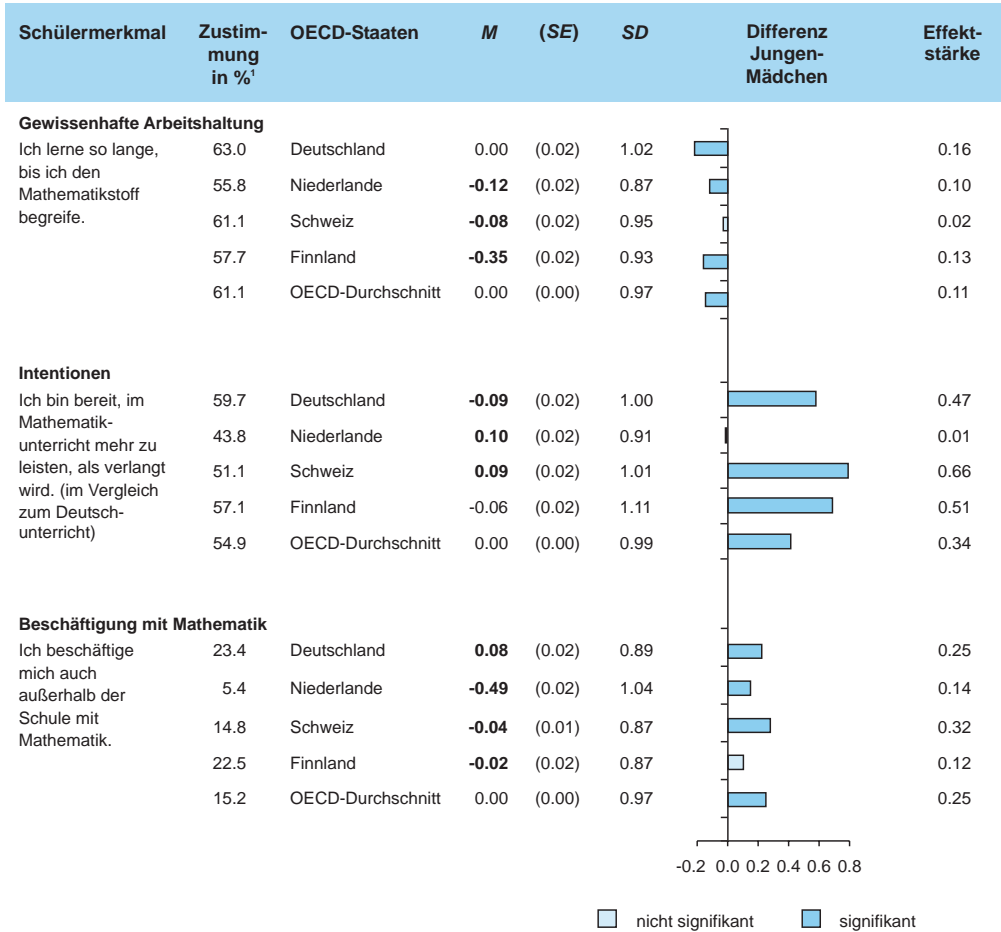 Schülermerkmal Zustim-mung in %¹ OECD-Staaten M (SE) SD Differenz Jungen-Mädchen Effekt-stärke
Gewissenhafte Arbeitshaltung
Ich lerne so lange, 63.0 Deutschland 0.00 (0.02) 1.02 0.16
bis ich den
Mathematikstoff 55.8 Niederlande -0.12 (0.02) 0.87 0.10
begreife. 61.1 Schweiz -0.08 (0.02) 0.95 0.02
57.7 Finnland -0.35 (0.02) 0.93 0.13
61.1 OECD-Durchschnitt 0.00 (0.00) 0.97 0.11
Intentionen
Ich bin bereit, im 59.7 Deutschland -0.09 (0.02) 1.00 0.47
Mathematik-
unterricht mehr zu 43.8 Niederlande 0.10 (0.02) 0.91 0.01
leisten, als verlangt 51.1 Schweiz 0.09 (0.02) 1.01 0.66
wird. (im Vergleich
zum Deutsch- 57.1 Finnland -0.06 (0.02) 1.11 0.51
unterricht)
54.9 OECD-Durchschnitt 0.00 (0.00) 0.99 0.34
Beschäftigung mit Mathematik
Ich beschäftige 23.4 Deutschland 0.08 (0.02) 0.89 0.25
mich auch
außerhalb der 5.4 Niederlande -0.49 (0.02) 1.04 0.14
Schule mit 14.8 Schweiz -0.04 (0.01) 0.87 0.32
Mathematik.
22.5 Finnland -0.02 (0.02) 0.87 0.12
15.2 OECD-Durchschnitt 0.00 (0.00) 0.97 0.25
-0.2 0.0 0.2 0.4 0.6 0.8
nicht signifikant signifikant